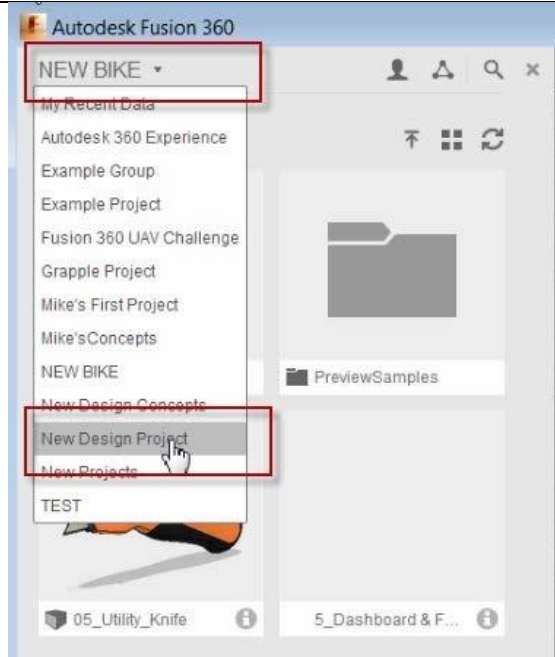 Autodesk Fusion 360
NEW BIKE
My Recent Data
Autodesk 360 Experience
Example Group
Example Project
Fusion 360 UAV Challenge
Grapple Project
Mike's First Project
Mike'sConcepts
NEW BIKE
New Design Concepts
New Design Project
New Projects
TEST
PreviewSamples
05_Utility_Knife
5_Dashboard & F...